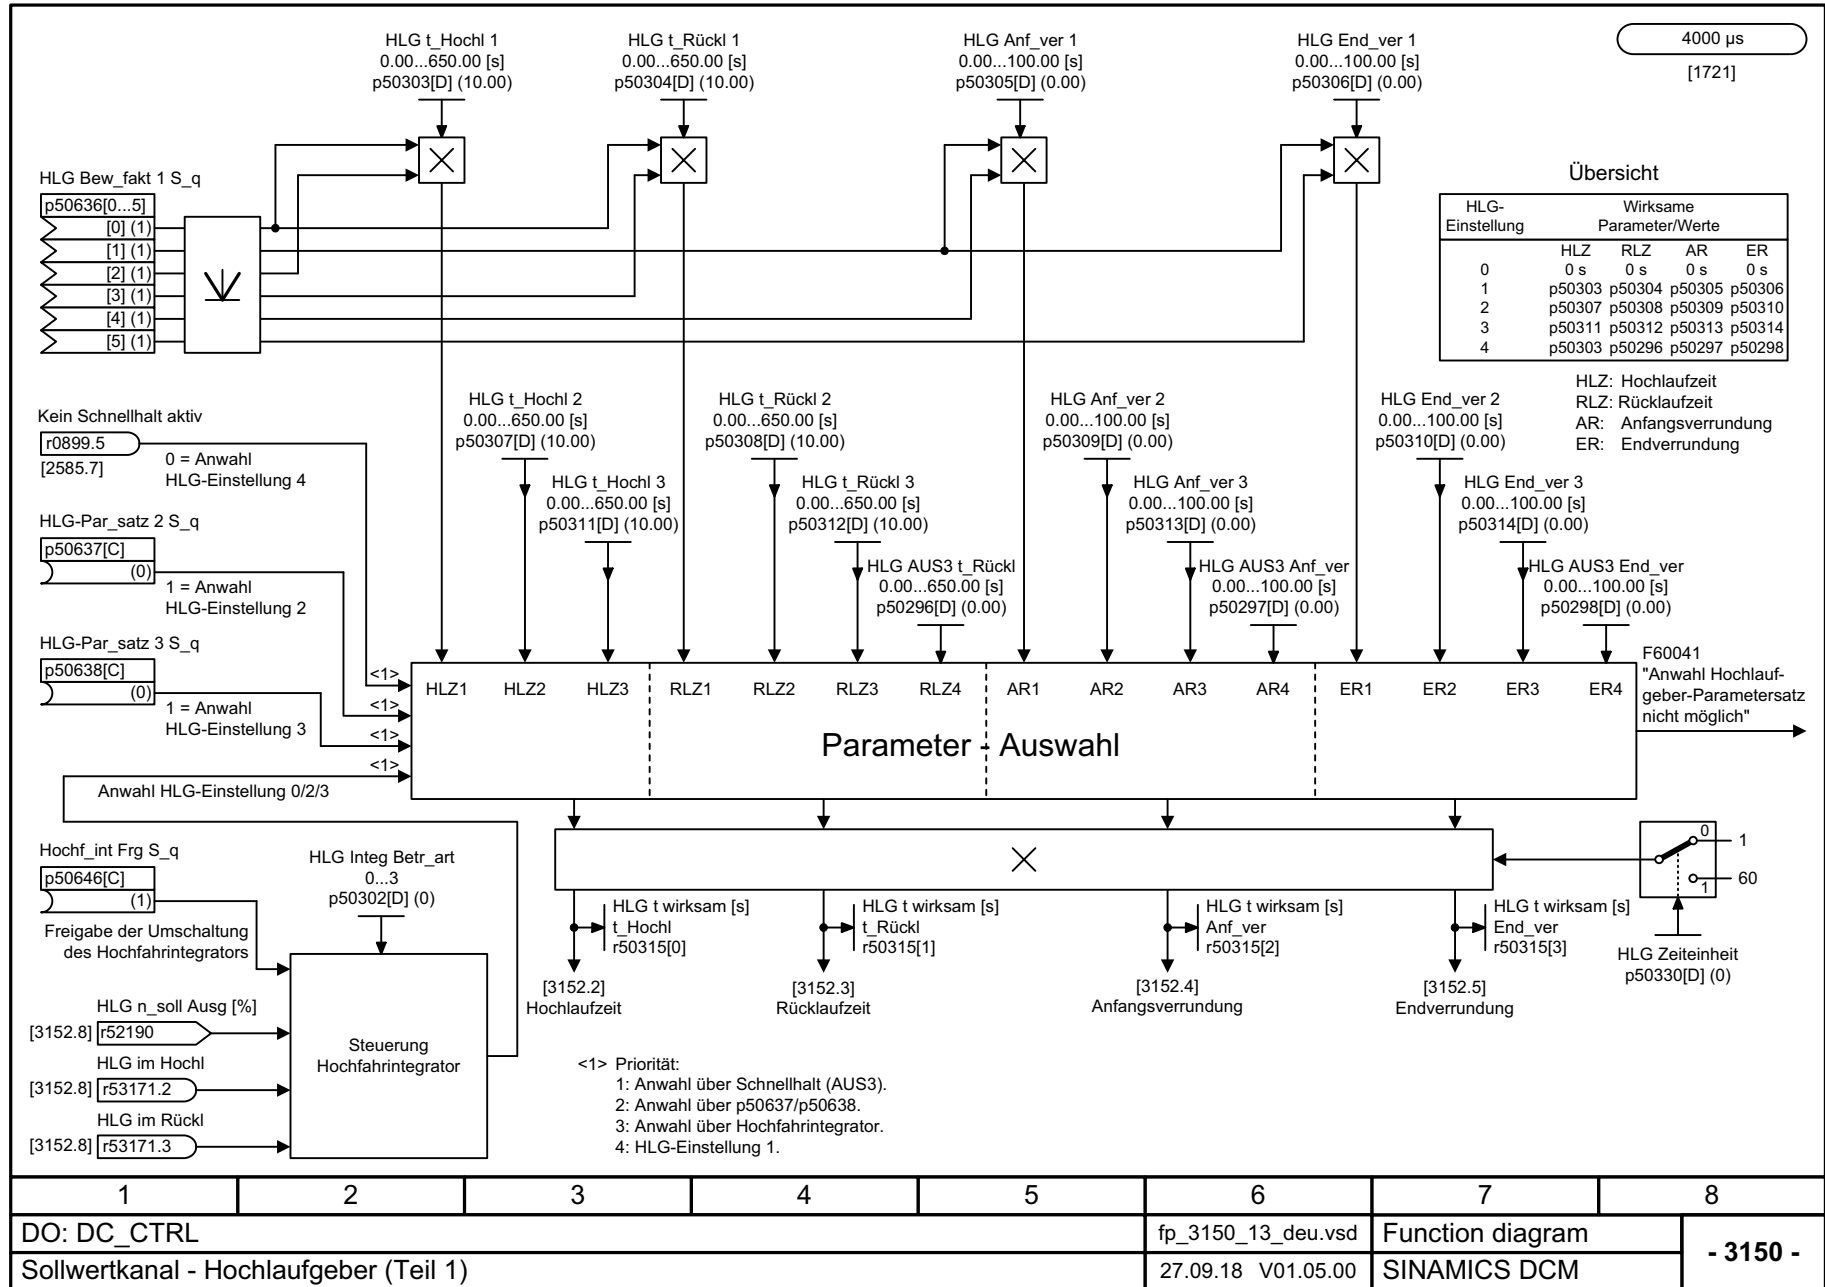 HLG t_Hochl 1
0.00...650.00 [s]
p50303[D] (10.00)
HLG t_Rückl 1
0.00...650.00 [s]
p50304[D] (10.00)
HLG Anf_ver 1
0.00...100.00 [s]
p50305[D] (0.00)
HLG End_ver 1
0.00...100.00 [s]
p50306[D] (0.00)
4000 µs
[1721]
HLG Bew_fakt 1 S_q
p50636[0...5]
[0] (1)
[1] (1)
[2] (1)
[3] (1)
[4] (1)
[5] (1)
Übersicht
HLG-Einstellung Wirksame
Parameter/Werte
HLZ RLZ AR ER
0 0 s 0 s 0 s 0 s
1 p50303 p50304 p50305 p50306
2 p50307 p50308 p50309 p50310
3 p50311 p50312 p50313 p50314
4 p50303 p50296 p50297 p50298
HLZ: Hochlaufzeit
RLZ: Rücklaufzeit
AR: Anfangsverrundung
ER: Endverrundung
Kein Schnellhalt aktiv
r0899.5
[2585.7]
0 = Anwahl
HLG-Einstellung 4
HLG-Par_satz 2 S_q
p50637[C]
(0)
1 = Anwahl
HLG-Einstellung 2
HLG-Par_satz 3 S_q
p50638[C]
(0)
1 = Anwahl
HLG-Einstellung 3
HLG t_Hochl 2
0.00...650.00 [s]
p50307[D] (10.00)
HLG t_Hochl 3
0.00...650.00 [s]
p50311[D] (10.00)
HLG t_Rückl 2
0.00...650.00 [s]
p50308[D] (10.00)
HLG t_Rückl 3
0.00...650.00 [s]
p50312[D] (10.00)
HLG AUS3 t_Rückl
0.00...650.00 [s]
p50296[D] (0.00)
HLG Anf_ver 2
0.00...100.00 [s]
p50309[D] (0.00)
HLG Anf_ver 3
0.00...100.00 [s]
p50313[D] (0.00)
HLG AUS3 Anf_ver
0.00...100.00 [s]
p50297[D] (0.00)
HLG End_ver 2
0.00...100.00 [s]
p50310[D] (0.00)
HLG End_ver 3
0.00...100.00 [s]
p50314[D] (0.00)
HLG AUS3 End_ver
0.00...100.00 [s]
p50298[D] (0.00)
<1>
<1>
<1>
<1>
HLZ1 HLZ2 HLZ3 RLZ1 RLZ2 RLZ3 RLZ4 AR1 AR2 AR3 AR4 ER1 ER2 ER3 ER4
Parameter - Auswahl
F60041
"Anwahl Hochlauf-
geber-Parametersatz
nicht möglich"
Anwahl HLG-Einstellung 0/2/3
Hochf_int Frg S_q
p50646[C]
(1)
Freigabe der Umschaltung
des Hochfahrintegrators
HLG Integ Betr_art
0...3
p50302[D] (0)
HLG n_soll Ausg [%]
[3152.8] r52190
HLG im Hochl
[3152.8] r53171.2
HLG im Rückl
[3152.8] r53171.3
Steuerung
Hochfahrintegrator
HLG t wirksam [s]
t_Hochl
r50315[0]
[3152.2]
Hochlaufzeit
HLG t wirksam [s]
t_Rückl
r50315[1]
[3152.3]
Rücklaufzeit
HLG t wirksam [s]
Anf_ver
r50315[2]
[3152.4]
Anfangsverrundung
HLG t wirksam [s]
End_ver
r50315[3]
[3152.5]
Endverrundung
0
1
1
60
HLG Zeiteinheit
p50330[D] (0)
<1> Priorität:
1: Anwahl über Schnellhalt (AUS3).
2: Anwahl über p50637/p50638.
3: Anwahl über Hochfahrintegrator.
4: HLG-Einstellung 1.
1 2 3 4 5 6 7 8
DO: DC_CTRL fp_3150_13_deu.vsd Function diagram
- 3150 -
Sollwertkanal - Hochlaufgeber (Teil 1) 27.09.18 V01.05.00 SINAMICS DCM